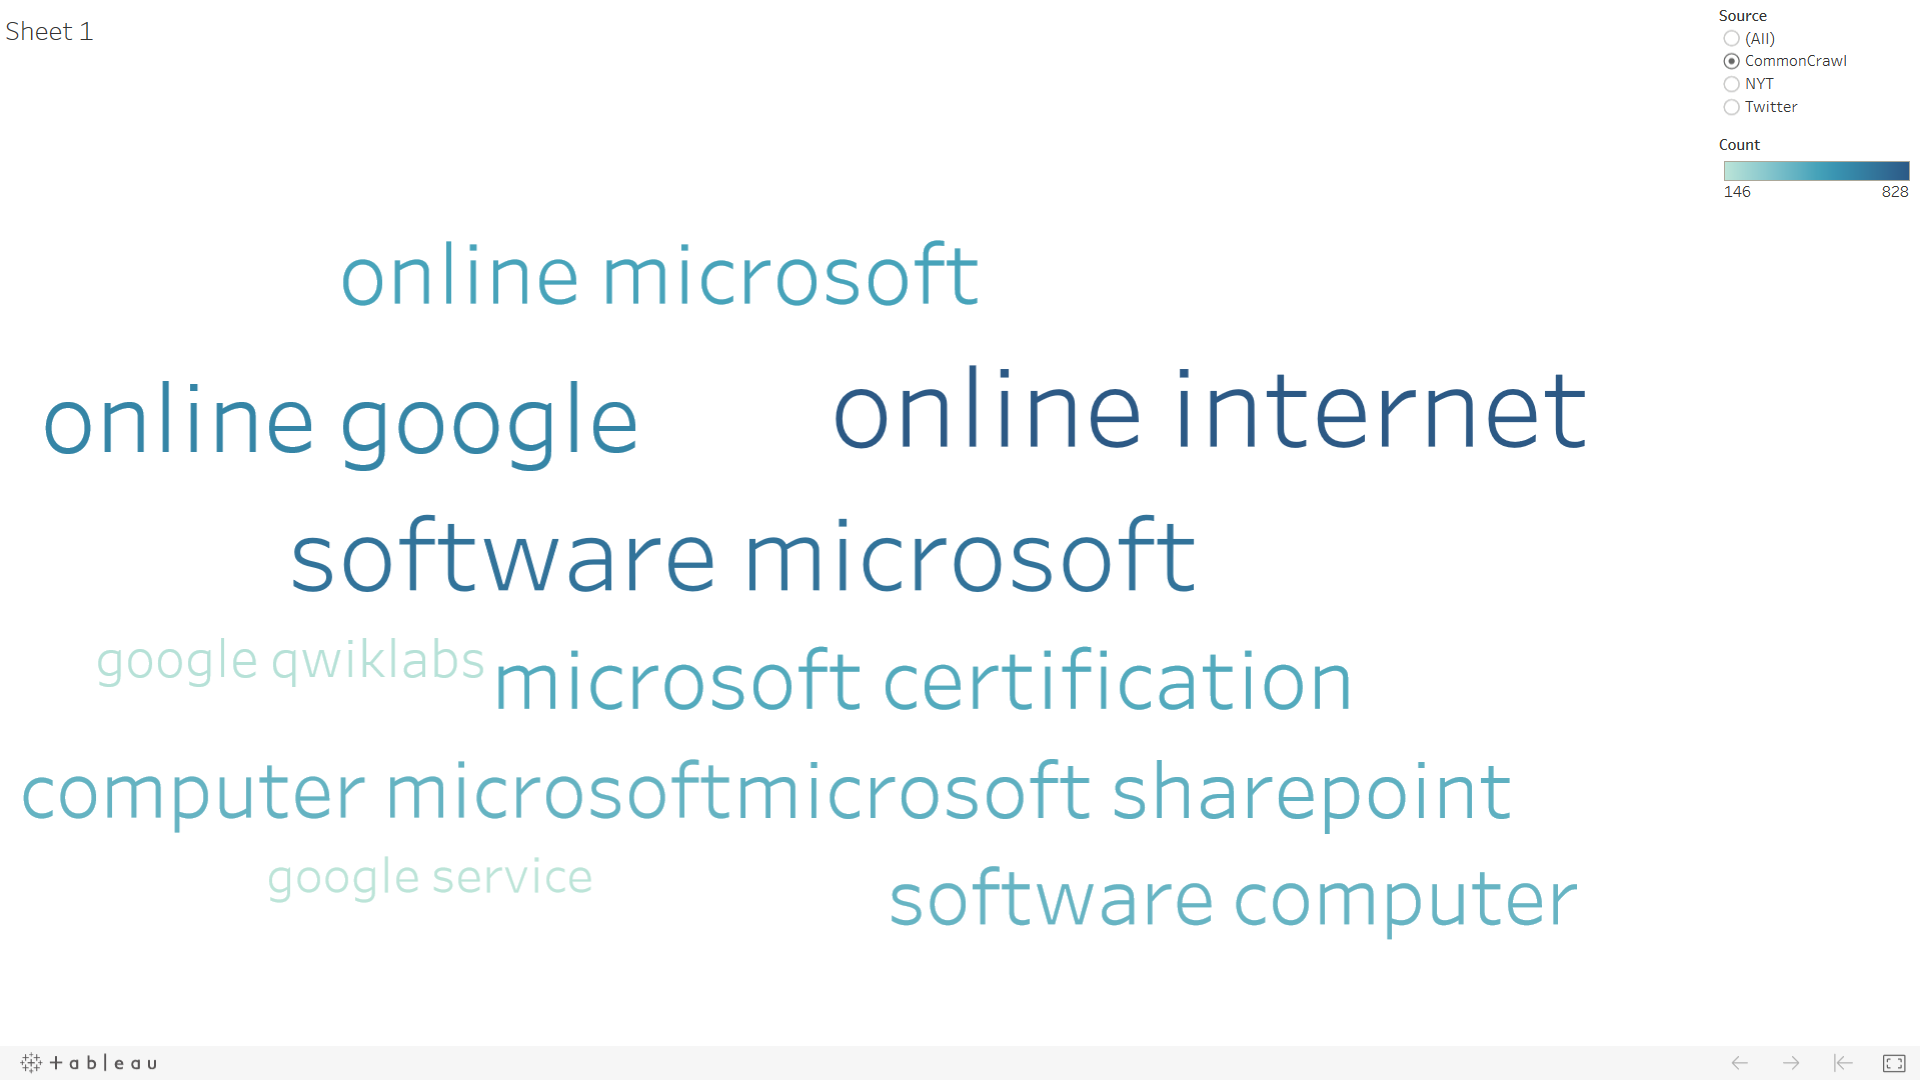 Sheet 1
Source
(All)
CommonCrawl
NYT
Twitter
Count
146 828
online microsoft
online google
online internet
software microsoft
google qwiklabs
microsoft certification
computer microsoft
microsoft sharepoint
google service
software computer
+ableau